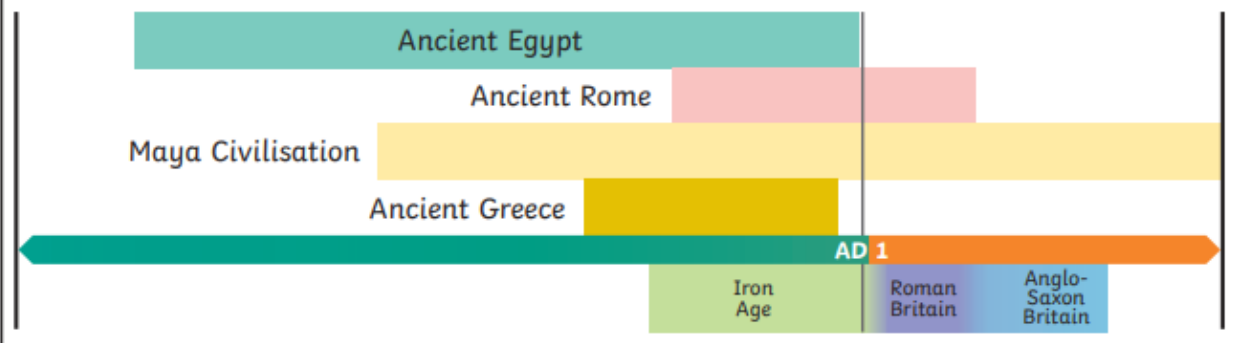 Ancient Egypt
Ancient Rome
Maya Civilisation
Ancient Greece
AD 1
Iron
Age
Roman
Britain
Anglo-
Saxon
Britain